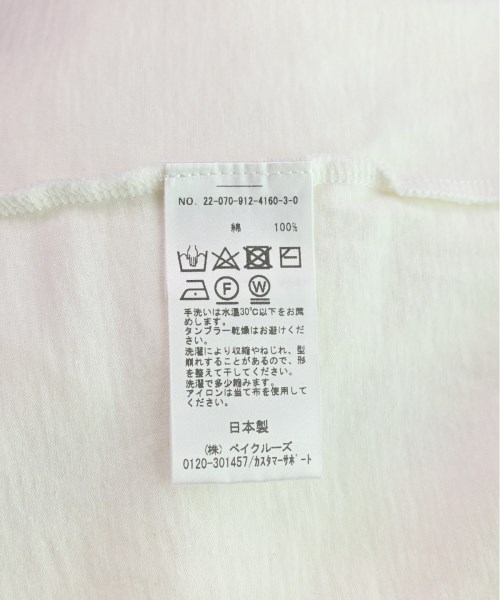 NO. 22-070-912-4160-3-0
綿 100%
F W
手洗いは水温30℃以下をお薦
めします。
タンブラー乾燥はお避けくだ
さい。
洗濯により収縮やねじれ、型
崩れすることがあるので、形
を整えて干してください。
洗濯で多少縮みます。
アイロンは当て布を使用して
ください。
日本製
(株) ベイクルーズ
0120-301457/カスタマーサポート